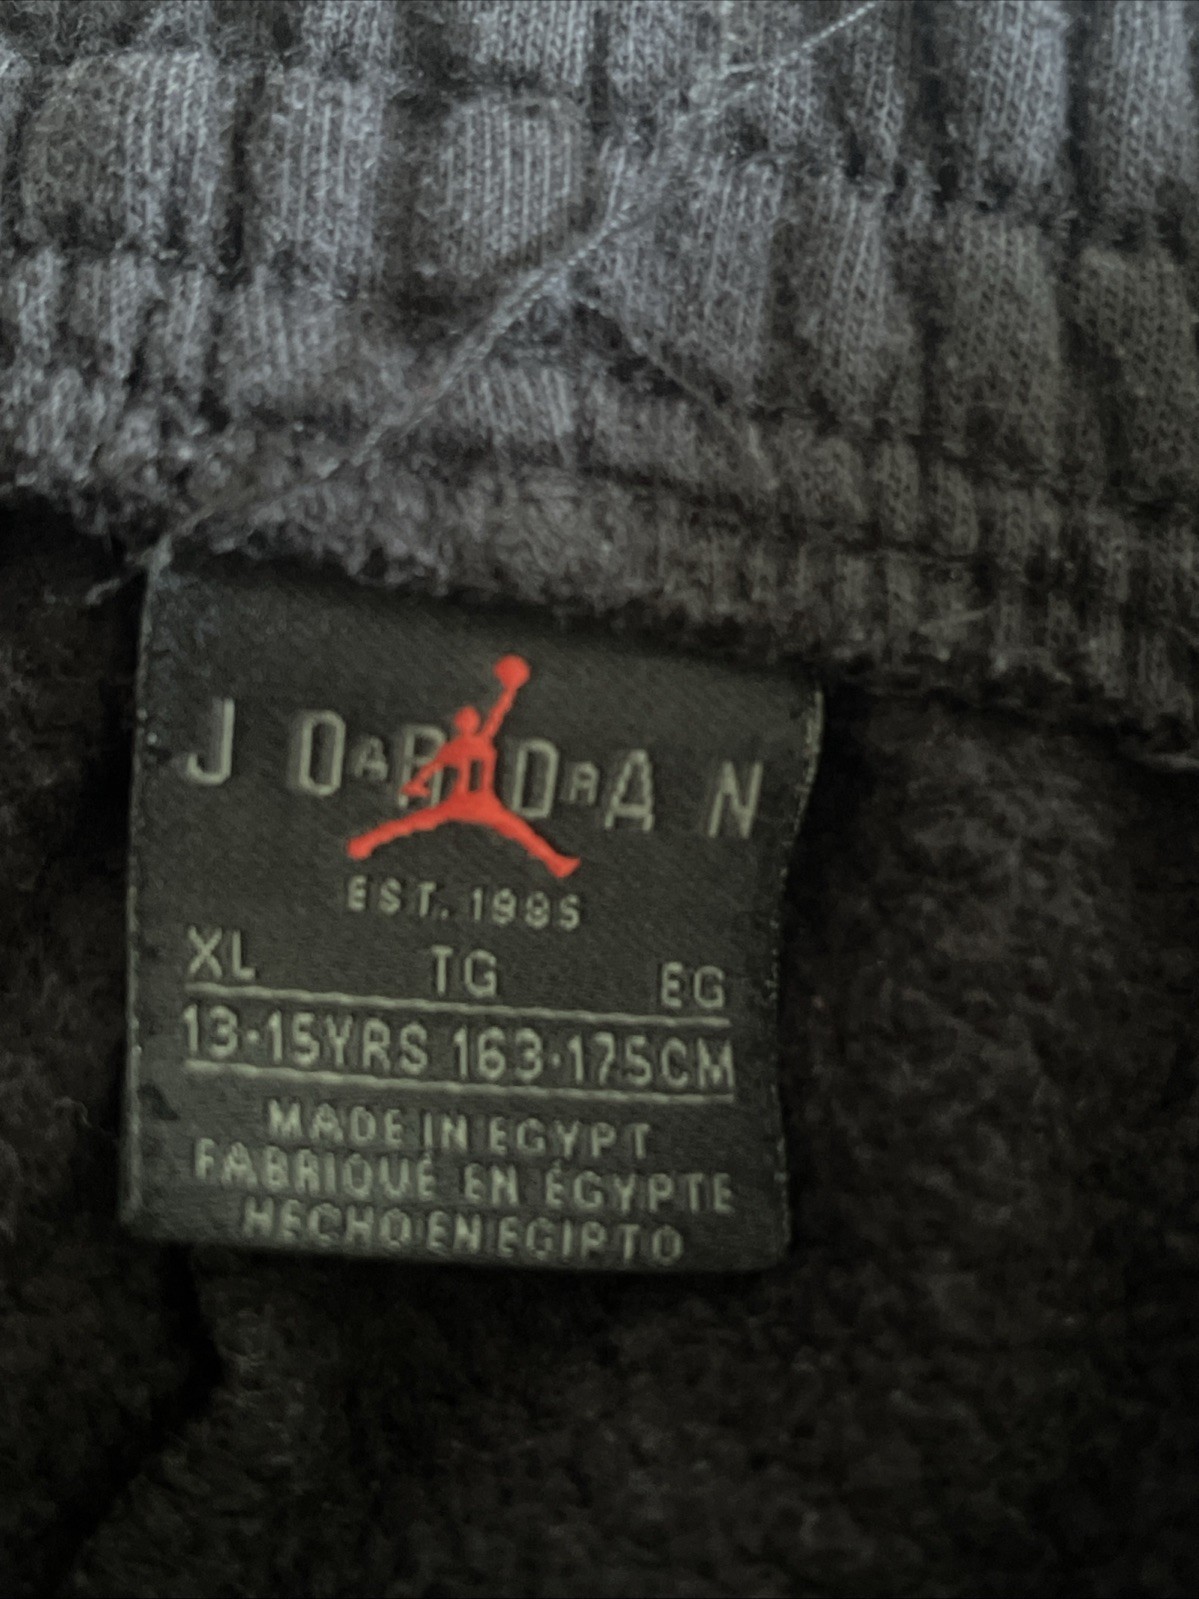 JORDAN
EST. 1985
XL TG EG
13-15YRS 163-175CM
MADE IN EGYPT
FABRIQUÉ EN ÉGYPTE
HECHO EN EGIPTO